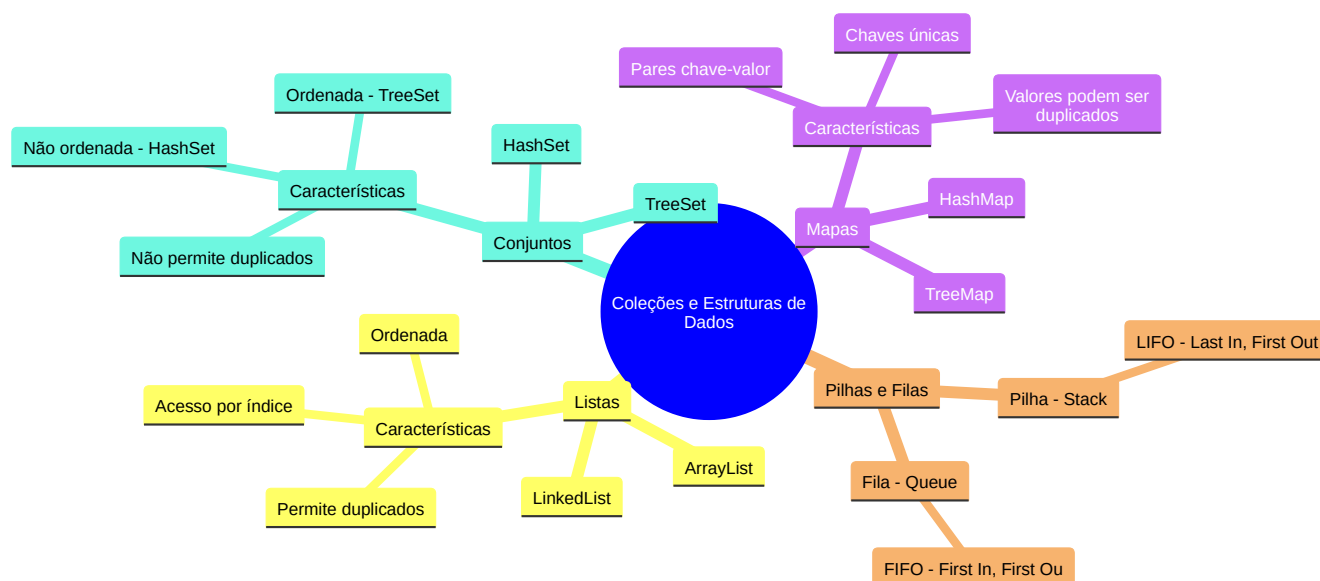 Coleções e Estruturas de
Dados
Conjuntos
HashSet
TreeSet
Características
Ordenada - TreeSet
Não ordenada - HashSet
Não permite duplicados
Mapas
Características
Chaves únicas
Pares chave-valor
Valores podem ser
duplicados
HashMap
TreeMap
Listas
Características
Ordenada
Acesso por índice
Permite duplicados
LinkedList
ArrayList
Pilhas e Filas
Pilha - Stack
LIFO - Last In, First Out
Fila - Queue
FIFO - First In, First Ou